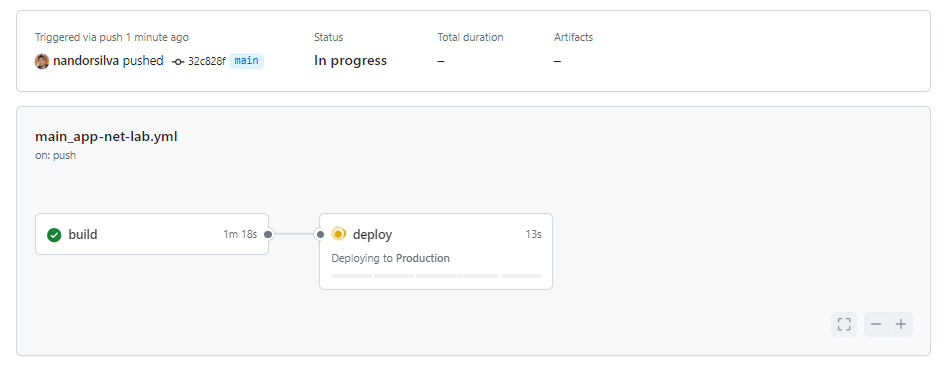 Triggered via push 1 minute ago
nandorsilva pushed 32c828f main
Status
In progress
Total duration
–
Artifacts
–
main_app-net-lab.yml
on: push
build 1m 18s
deploy 13s
Deploying to Production